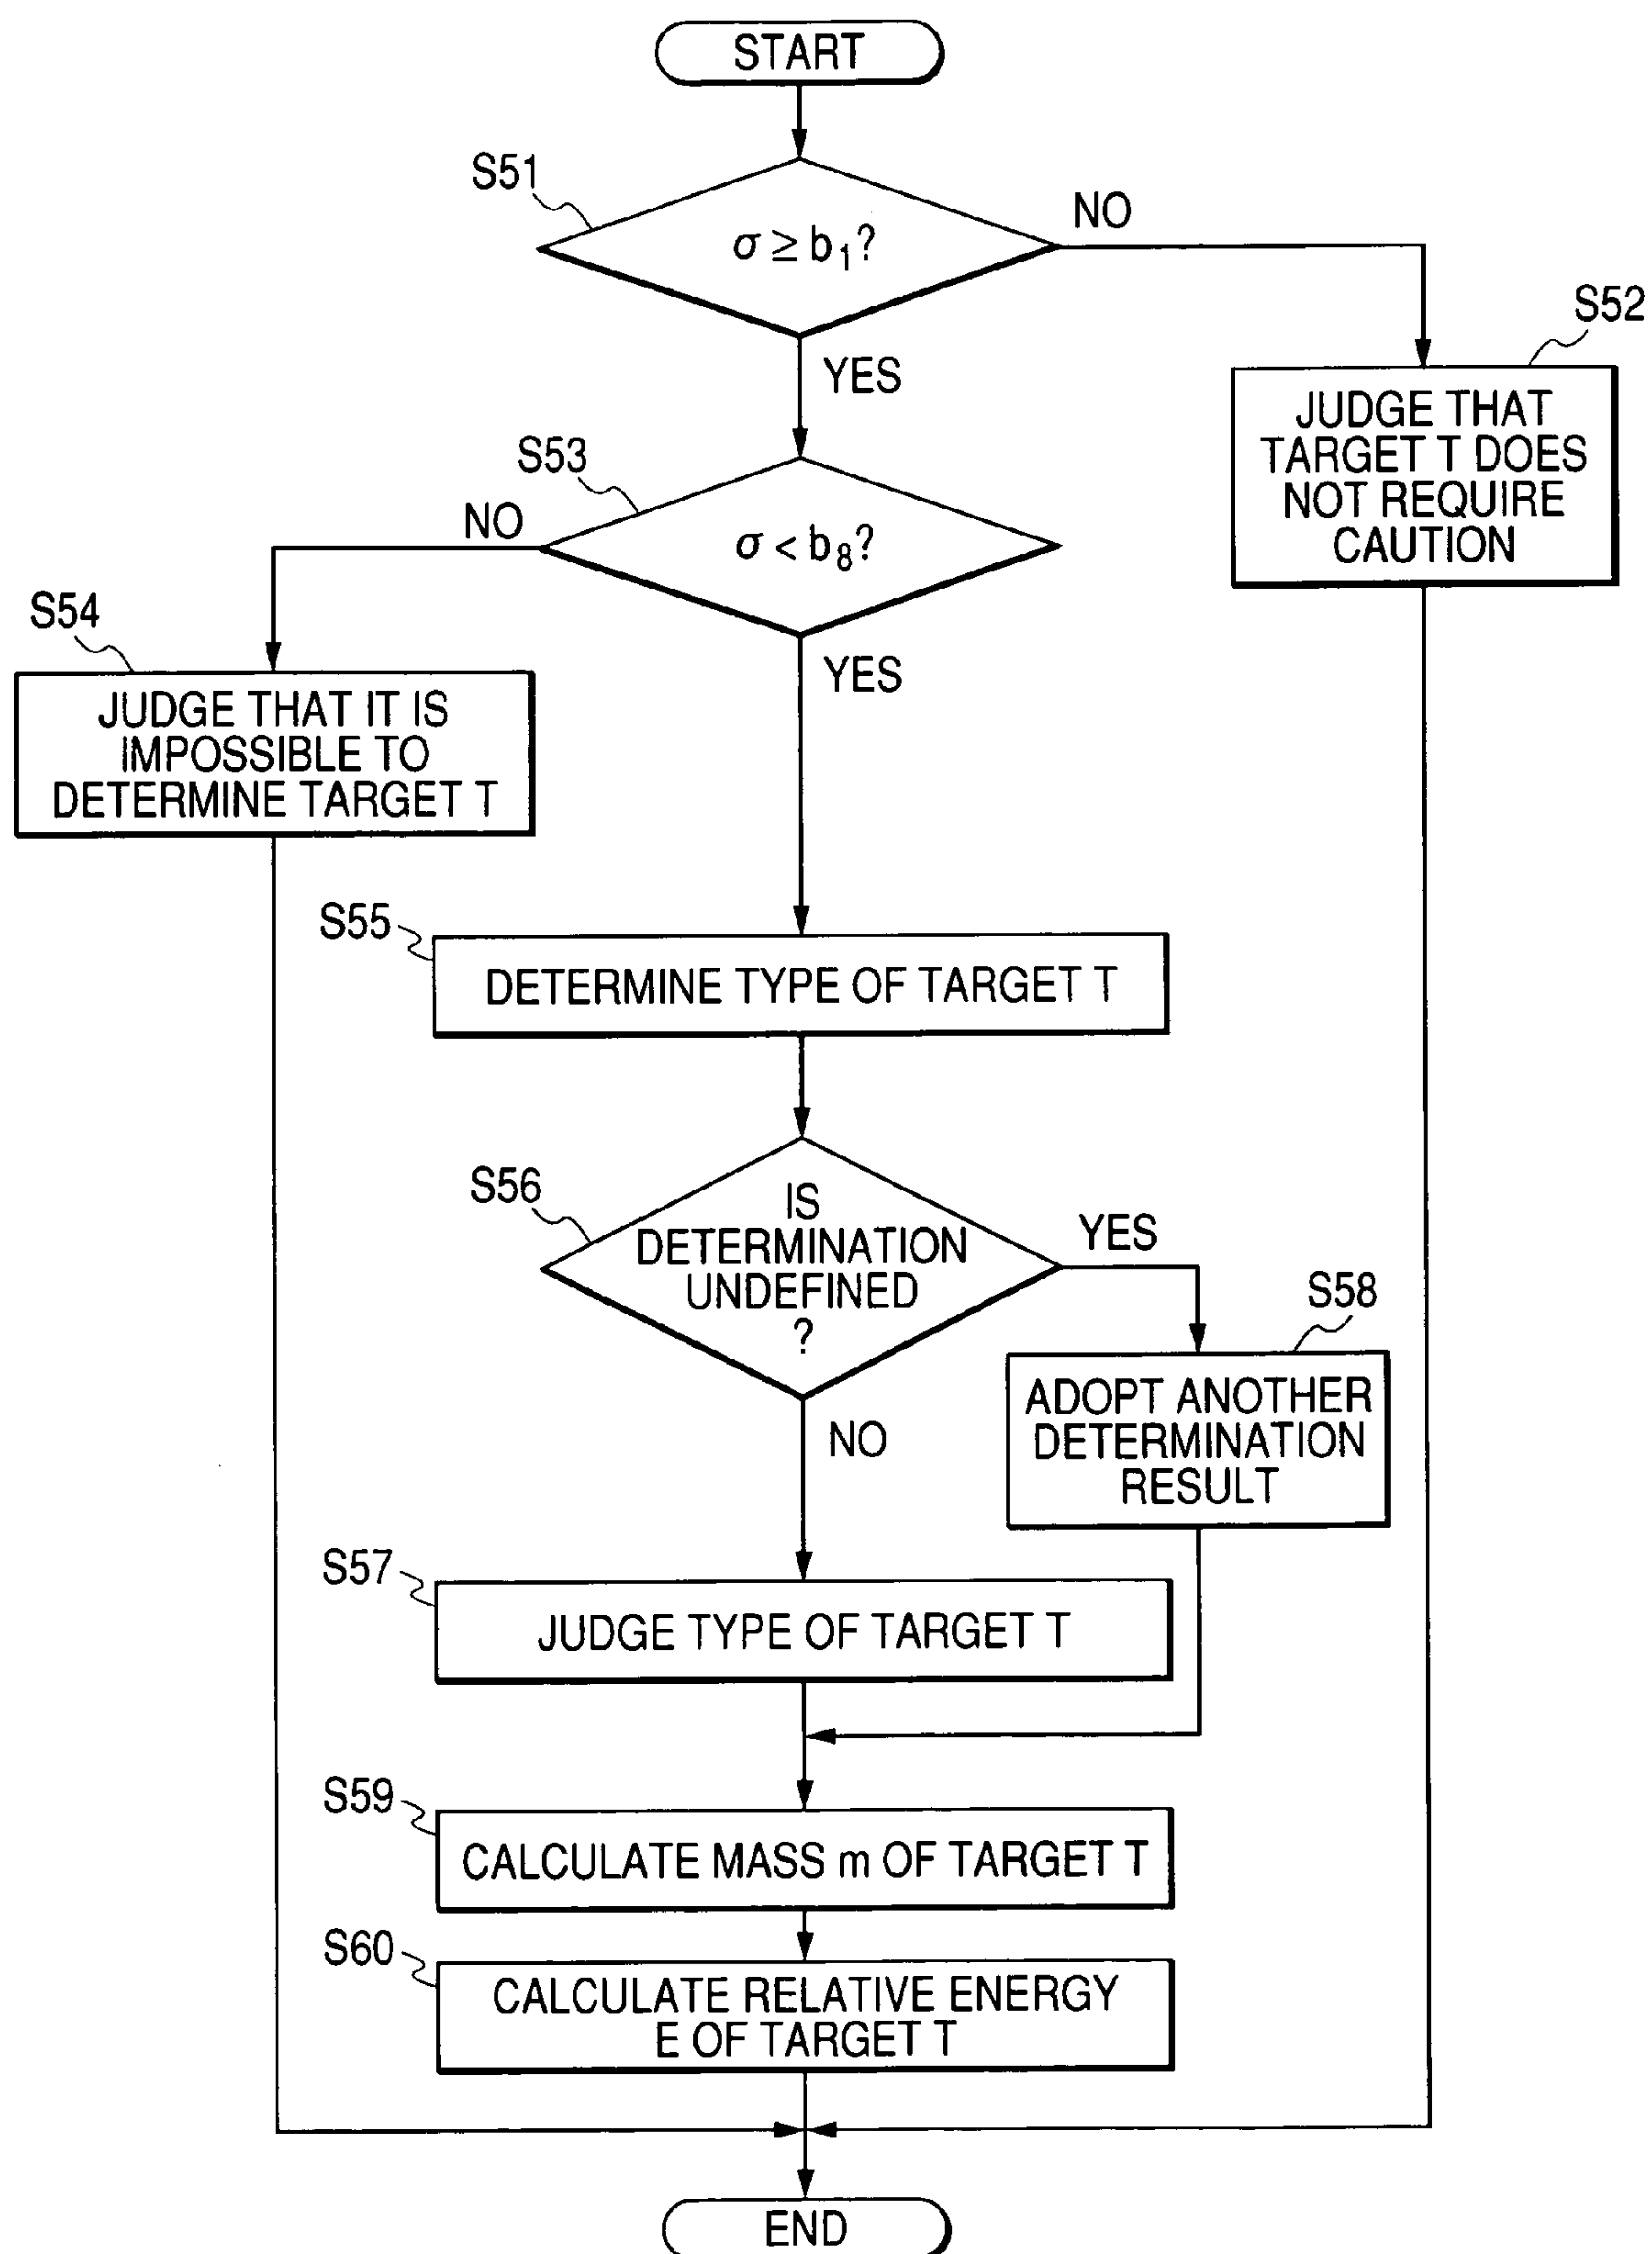 START
S51
σ ≥ b₁?
NO
YES
S52
JUDGE THAT
TARGET T DOES
NOT REQUIRE
CAUTION
S53
σ < b₈?
NO
YES
S54
JUDGE THAT IT IS
IMPOSSIBLE TO
DETERMINE TARGET T
S55
DETERMINE TYPE OF TARGET T
S56
IS
DETERMINATION
UNDEFINED
?
YES
NO
S58
ADOPT ANOTHER
DETERMINATION
RESULT
S57
JUDGE TYPE OF TARGET T
S59
CALCULATE MASS m OF TARGET T
S60
CALCULATE RELATIVE ENERGY
E OF TARGET T
END